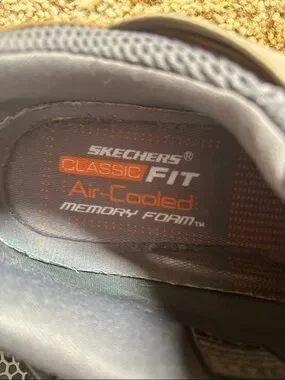 SKECHERS®
CLASSIC FIT
Air-Cooled
MEMORY FOAM™